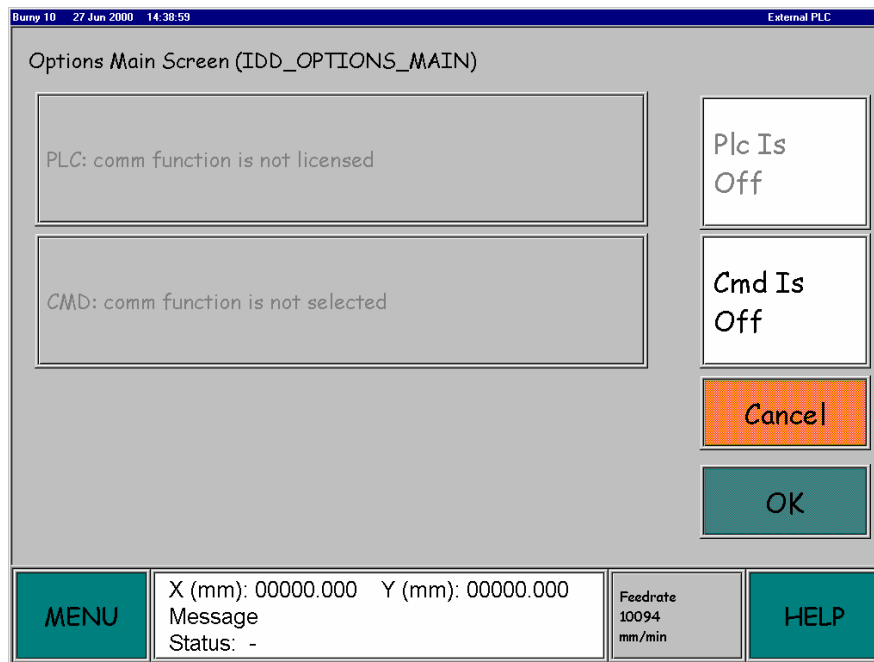 Burny 10 27 Jun 2000 14:38:59 External PLC
Options Main Screen (IDD_OPTIONS_MAIN)
PLC: comm function is not licensed
Plc Is
Off
CMD: comm function is not selected
Cmd Is
Off
Cancel
OK
MENU
X (mm): 00000.000 Y (mm): 00000.000
Message
Status: -
Feedrate
10094
mm/min
HELP